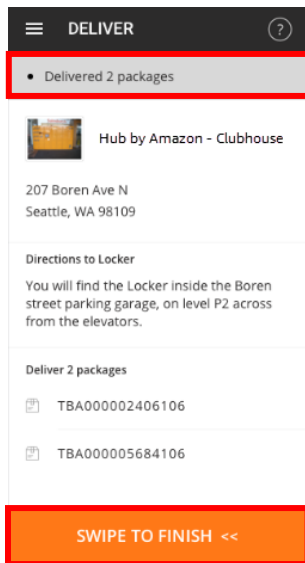 DELIVER ?
• Delivered 2 packages
Hub by Amazon - Clubhouse
207 Boren Ave N
Seattle, WA 98109
Directions to Locker
You will find the Locker inside the Boren
street parking garage, on level P2 across
from the elevators.
Deliver 2 packages
TBA000002406106
TBA000005684106
SWIPE TO FINISH <<